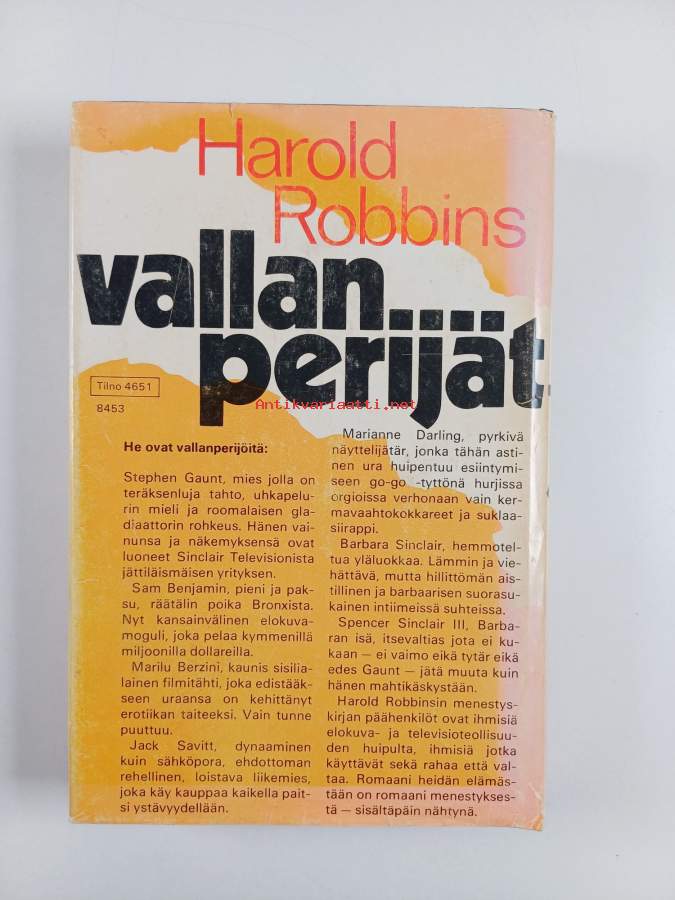 Harold
Robbins
vallan....
perijät.
Tilno 4651
8453
Antikvariaatti.net
He ovat vallanperijöitä:
Stephen Gaunt, mies jolla on
teräksenluja tahto, uhkapelu-
rin mieli ja roomalaisen gla-
diaattorin rohkeus. Hänen vai-
nunsa ja näkemyksensä ovat
luoneet Sinclair Televisionista
jättiläismäisen yrityksen.
Sam Benjamin, pieni ja pak-
su, räätälin poika Bronxista.
Nyt kansainvälinen elokuva-
moguli, joka pelaa kymmenillä
miljoonilla dollareilla.
Marilu Berzini, kaunis sisilia-
lainen filmitähti, joka edistääk-
seen uraansa on kehittänyt
erotiikan taiteeksi. Vain tunne
puuttuu.
Jack Savitt, dynaaminen
kuin sähköpora, ehdottoman
rehellinen, loistava liikemies,
joka käy kauppaa kaikella pait-
si ystävyydellään.
Marianne Darling, pyrkivä
näyttelijätär, jonka tähän asti-
nen ura huipentuu esiintymi-
seen go-go -tyttönä hurjissa
orgioissa verhonaan vain ker-
mavaahtokokkareet ja suklaa-
siirappi.
Barbara Sinclair, hemmotel-
tua yläluokkaa. Lämmin ja vie-
hättävä, mutta hillittömän ais-
tillinen ja barbaarisen suorasu-
kainen intiimeissä suhteissa.
Spencer Sinclair III, Barba-
ran isä, itsevaltias jota ei ku-
kaan — ei vaimo eikä tytär eikä
edes Gaunt — jätä muuta kuin
hänen mahtikäskystään.
Harold Robbinsin menestys-
kirjan päähenkilöt ovat ihmisiä
elokuva- ja televisioteollisuu-
den huipulta, ihmisiä jotka
käyttävät sekä rahaa että val-
taa. Romaani heidän elämäs-
tään on romaani menestykses-
tä — sisältäpäin nähtynä.